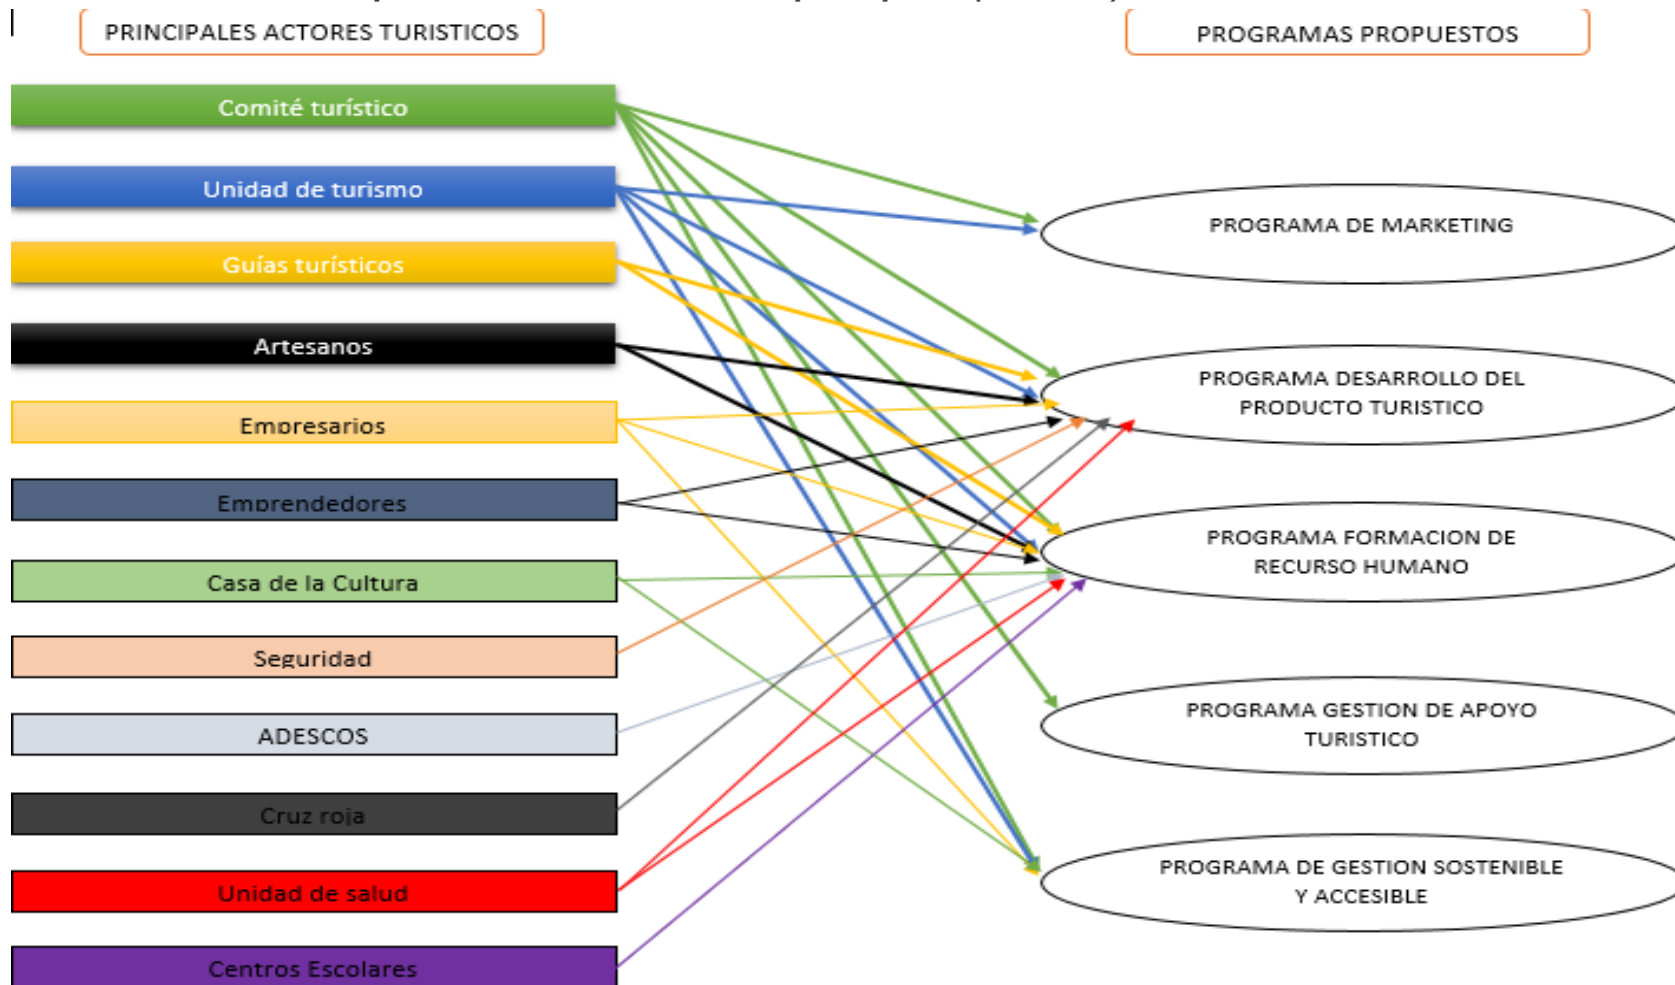 PRINCIPALES ACTORES TURISTICOS
PROGRAMAS PROPUESTOS
Comité turístico
Unidad de turismo
Guías turísticos
Artesanos
Empresarios
Emprendedores
Casa de la Cultura
Seguridad
ADESCOS
Cruz roja
Unidad de salud
Centros Escolares
PROGRAMA DE MARKETING
PROGRAMA DESARROLLO DEL
PRODUCTO TURISTICO
PROGRAMA FORMACION DE
RECURSO HUMANO
PROGRAMA GESTION DE APOYO
TURISTICO
PROGRAMA DE GESTION SOSTENIBLE
Y ACCESIBLE